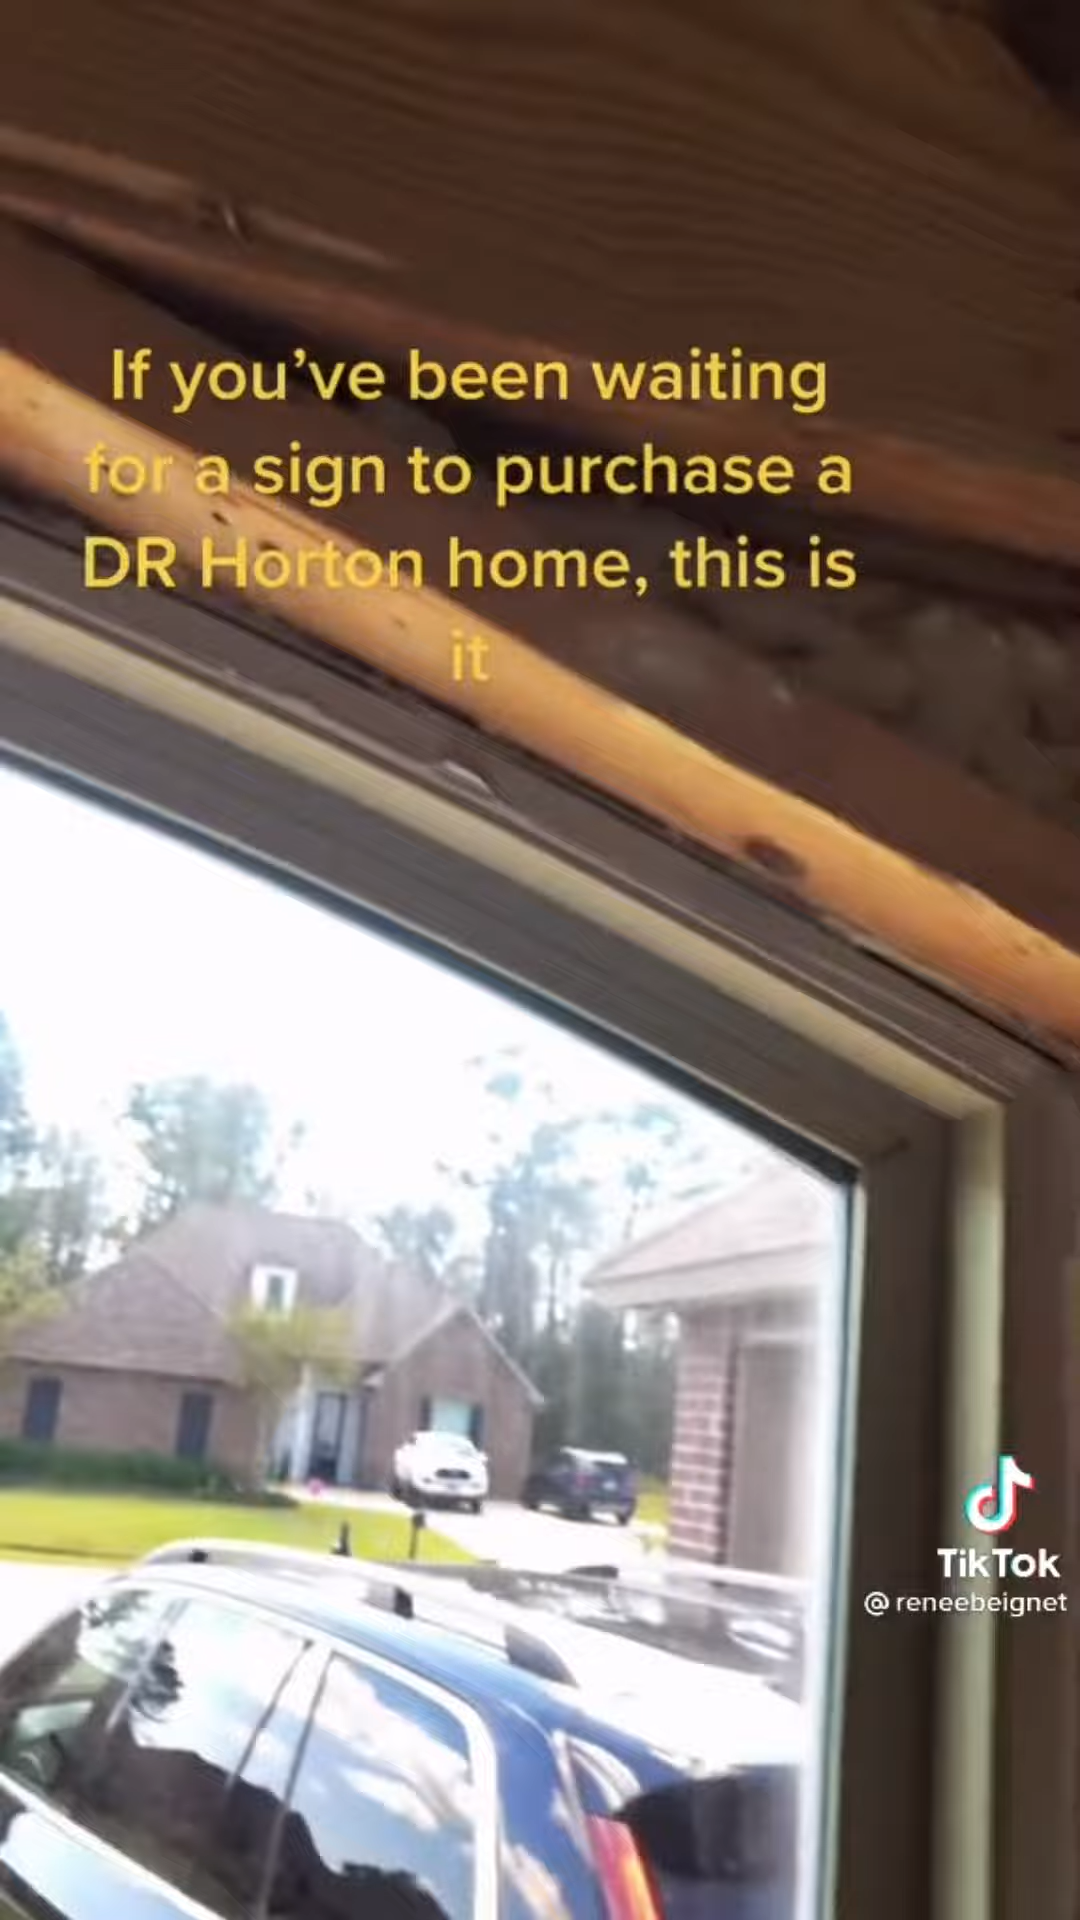 If you’ve been waiting
for a sign to purchase a
DR Horton home, this is
it
TikTok
@reneebeignet